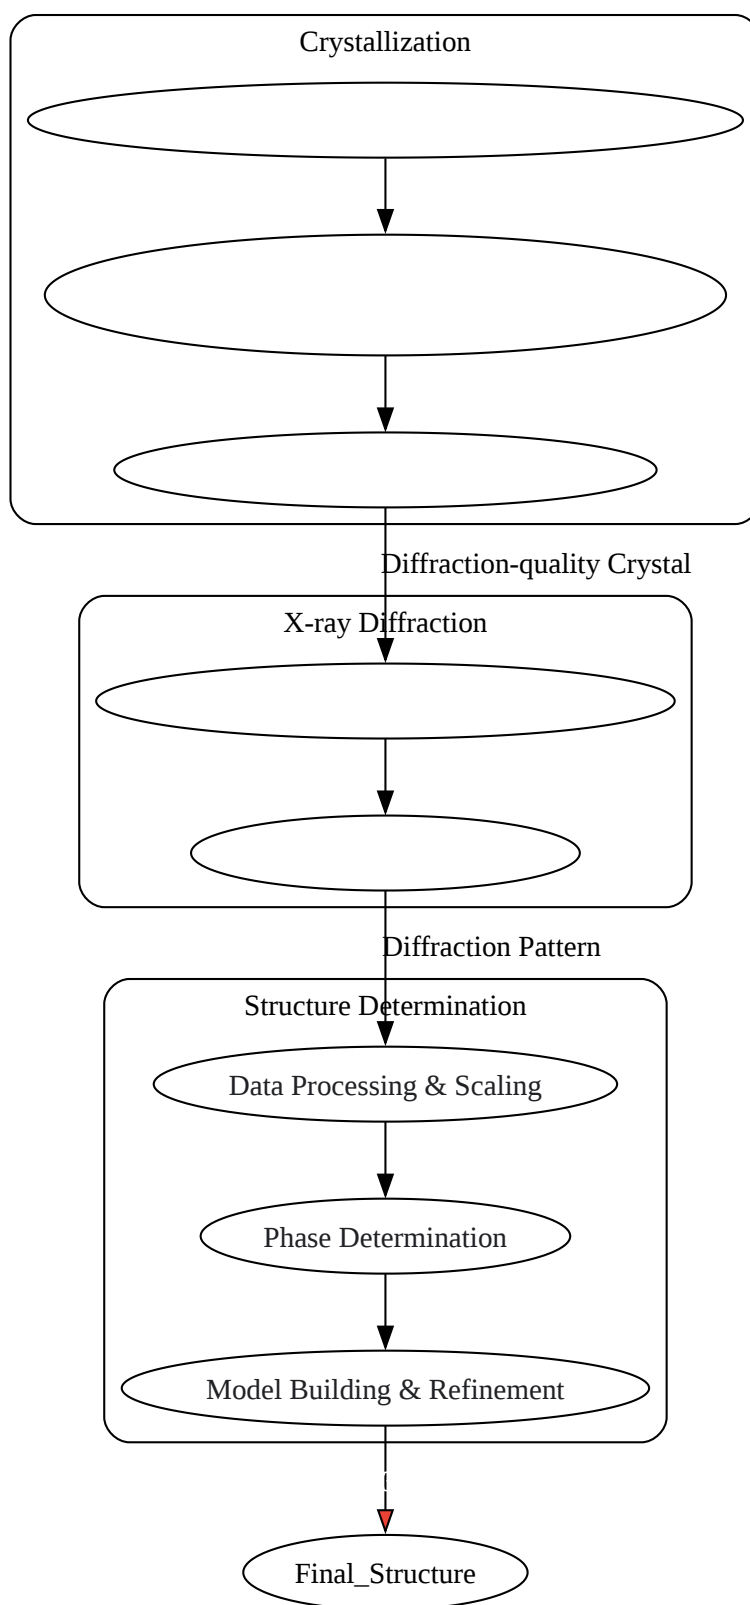 Crystallization
Diffraction-quality Crystal
X-ray Diffraction
Diffraction Pattern
Structure Determination
Data Processing & Scaling
Phase Determination
Model Building & Refinement
Final_Structure